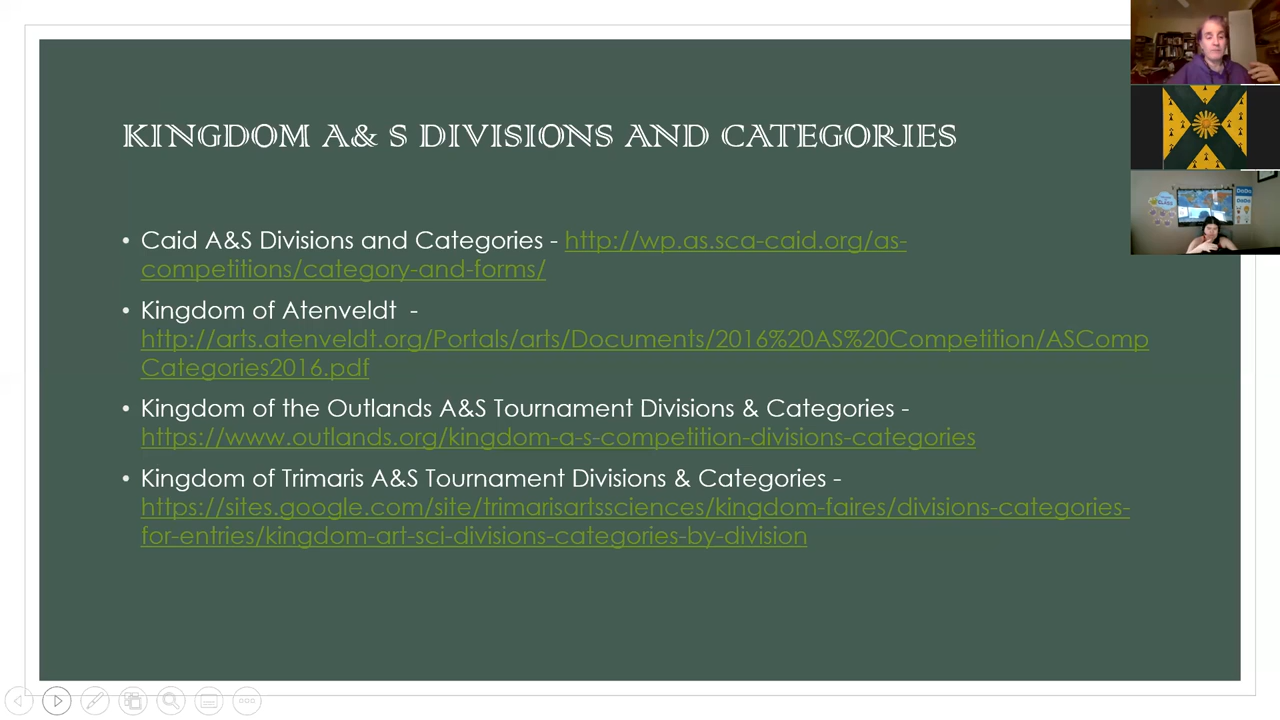 KINGDOM A& S DIVISIONS AND CATEGORIES
• Caid A&S Divisions and Categories - http://wp.as.sca-caid.org/as-
competitions/category-and-forms/
• Kingdom of Atenveldt -
http://arts.atenveldt.org/Portals/arts/Documents/2016%20AS%20Competition/ASComp
Categories2016.pdf
• Kingdom of the Outlands A&S Tournament Divisions & Categories -
https://www.outlands.org/kingdom-a-s-competition-divisions-categories
• Kingdom of Trimaris A&S Tournament Divisions & Categories -
https://sites.google.com/site/trimarisartssciences/kingdom-faires/divisions-categories-
for-entries/kingdom-art-sci-divisions-categories-by-division